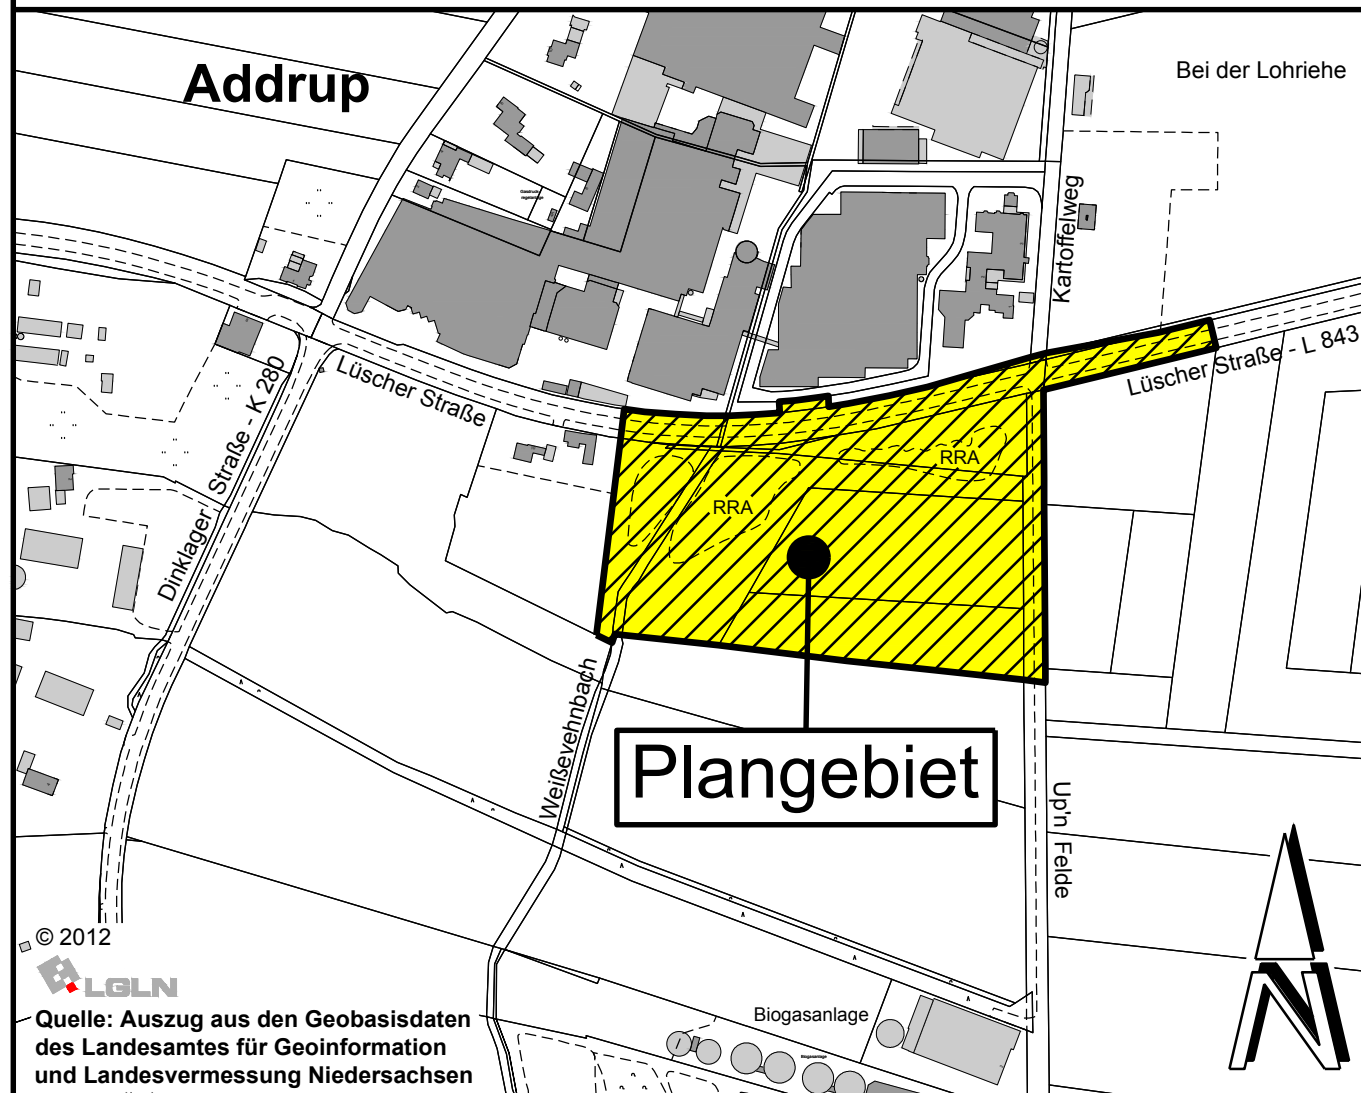 Addrup
Bei der Lohriehe
Kartoffelweg
Lüscher Straße
Lüscher Straße - L 843
Dinklager Straße - K 280
RRA
RRA
Weißevehnbach
Plangebiet
Up'n Felde
© 2012
LGLN
N
Biogasanlage
Biogasanlage
Quelle: Auszug aus den Geobasisdaten
des Landesamtes für Geoinformation
und Landesvermessung Niedersachsen